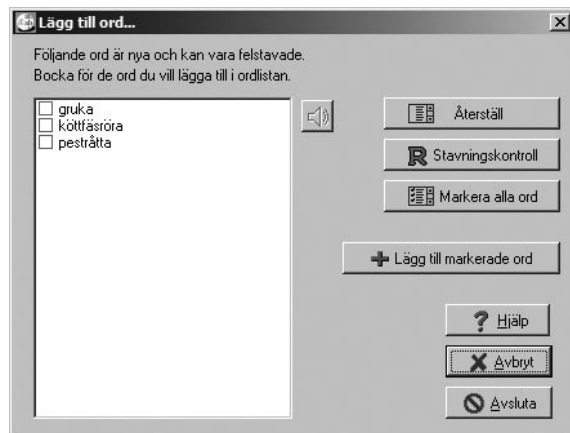 Lägg till ord...
Följande ord är nya och kan vara felstavade.
Bocka för de ord du vill lägga till i ordlistan.
gruka
köttfäsröra
pestråtta
Återställ
Stavningskontroll
Markera alla ord
Lägg till markerade ord
Hjälp
Avbryt
Avsluta